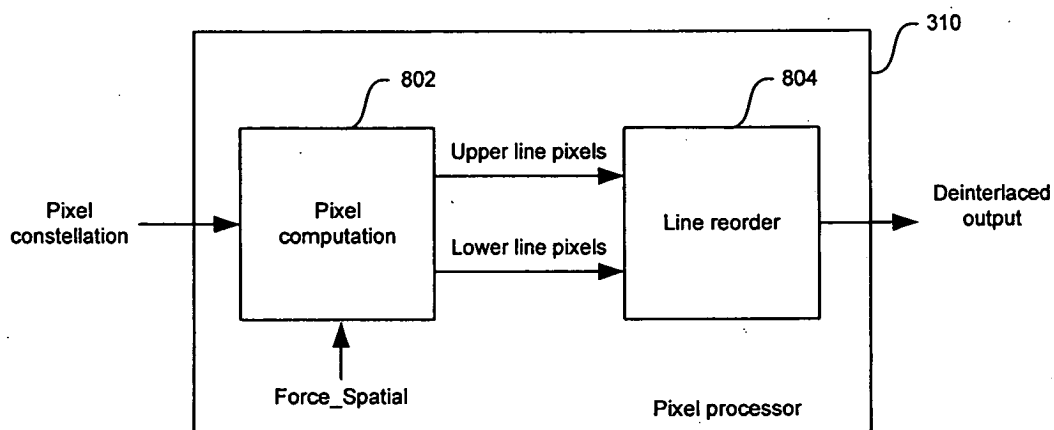 310
802
804
Upper line pixels
Pixel
constellation
Pixel
computation
Line reorder
Deinterlaced
output
Lower line pixels
Force_Spatial
Pixel processor